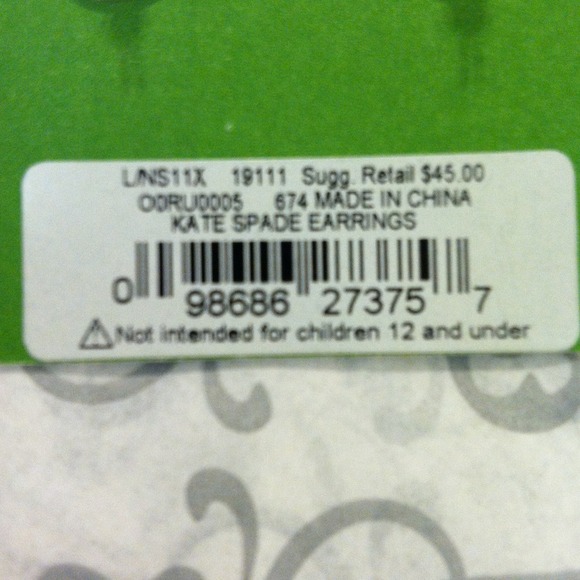 L/NS11X 19111 Sugg. Retail $45.00
O0RU0005 674 MADE IN CHINA
KATE SPADE EARRINGS
0 98686 27375 7
Not intended for children 12 and under